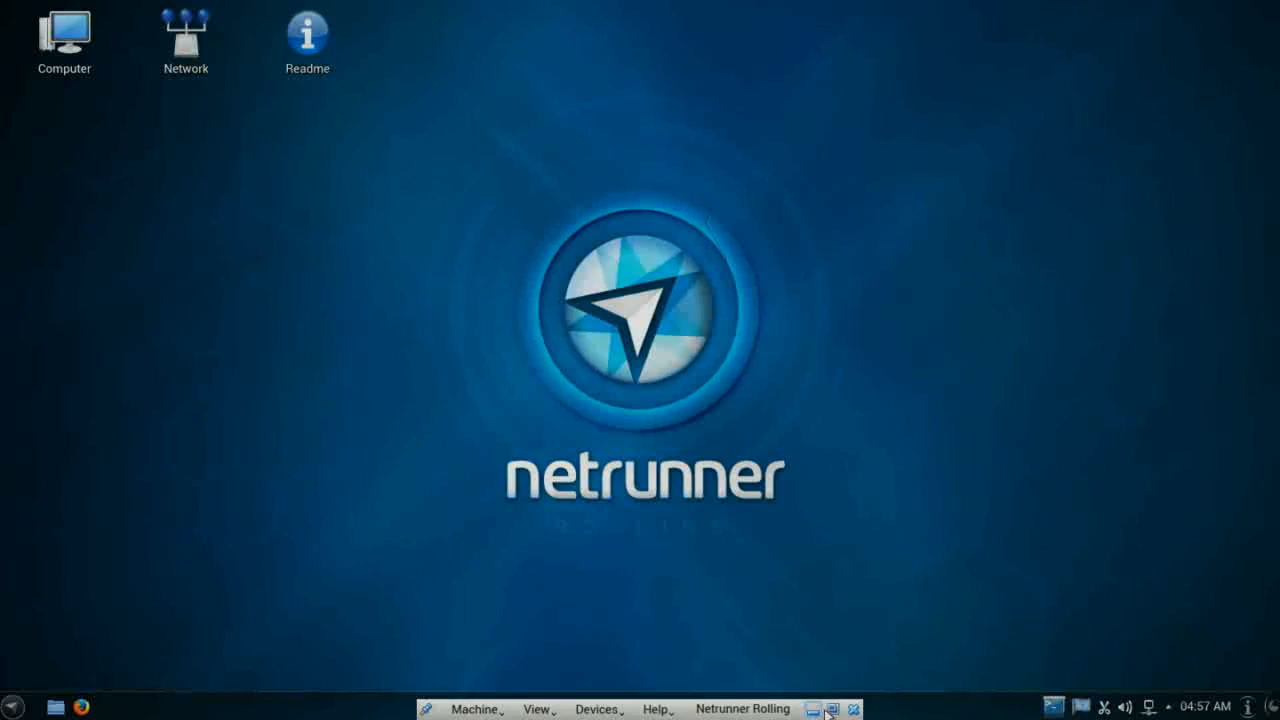 Computer
Network
Readme
netrunner
Machine
View
Devices
Help
Netrunner Rolling
04:57 AM